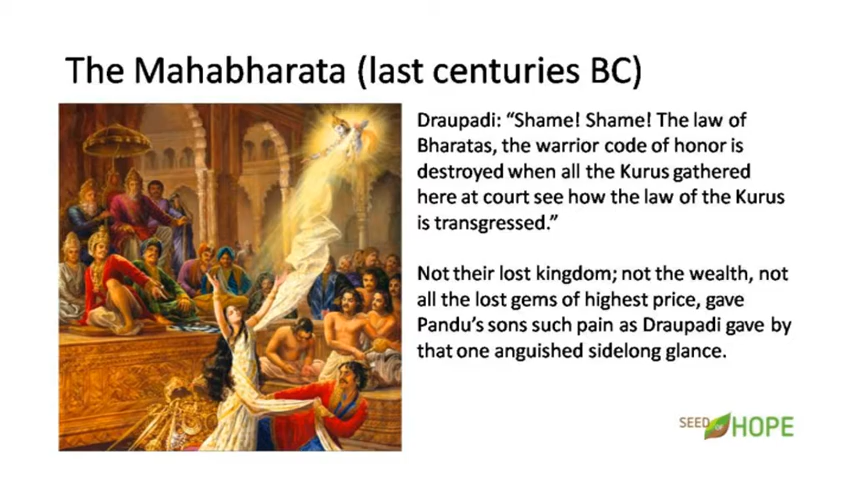 The Mahabharata (last centuries BC)
Draupadi: “Shame! Shame! The law of
Bharatas, the warrior code of honor is
destroyed when all the Kurus gathered
here at court see how the law of the Kurus
is transgressed.”
Not their lost kingdom; not the wealth, not
all the lost gems of highest price, gave
Pandu’s sons such pain as Draupadi gave by
that one anguished sidelong glance.
SEED OF HOPE